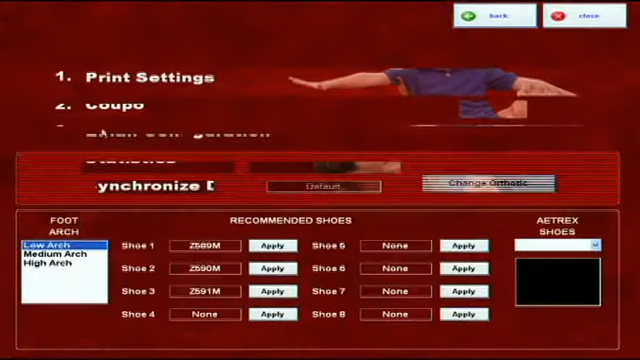 back close
1. Print Settings
2. Coupo
Statistics
ynchronize D Default... Change Orthotic
FOOT ARCH
RECOMMENDED SHOES
AETREX SHOES
Low Arch
Medium Arch
High Arch
Shoe 1 Z589M Apply Shoe 5 None Apply
Shoe 2 Z590M Apply Shoe 6 None Apply
Shoe 3 Z591M Apply Shoe 7 None Apply
Shoe 4 None Apply Shoe 8 None Apply